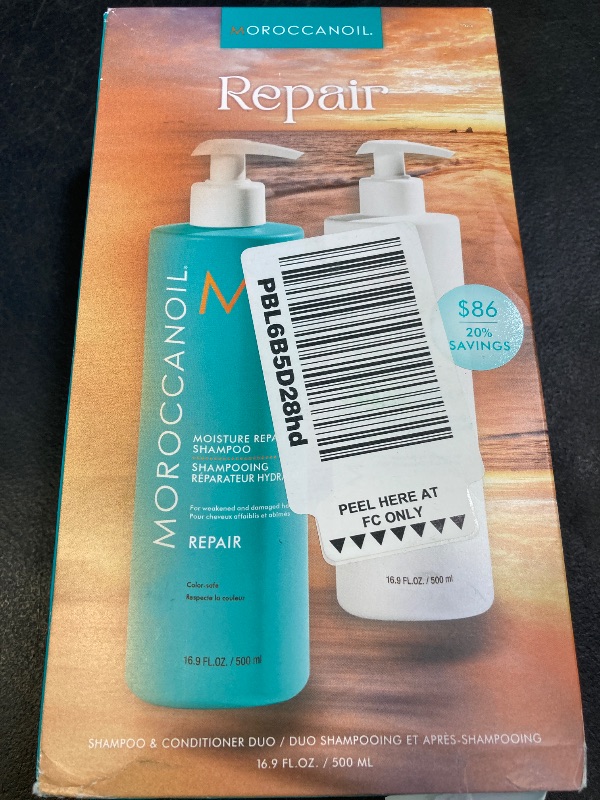 MOROCCANOIL.
Repair
MOROCCANOIL
M
MOISTURE
SHAMPOO
SHAMPOOING
RÉPARATEUR
For weakened and damaged
Pour cheveux affaiblis et abîmés
REPAIR
Color-safe
Respecte la couleur
16.9 FL.OZ. / 500 ml
PBL6B5D28hd
PEEL HERE AT
FC ONLY
$86
20%
SAVINGS
16.9 FL.OZ. / 500 ml
SHAMPOO & CONDITIONER DUO / DUO SHAMPOOING ET APRÈS-SHAMPOOING
16.9 FL.OZ. / 500 ML